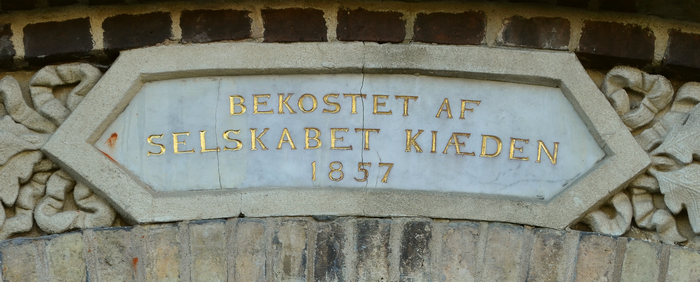 BEKOSTET AF
SELSKABET KIÆDEN
1857